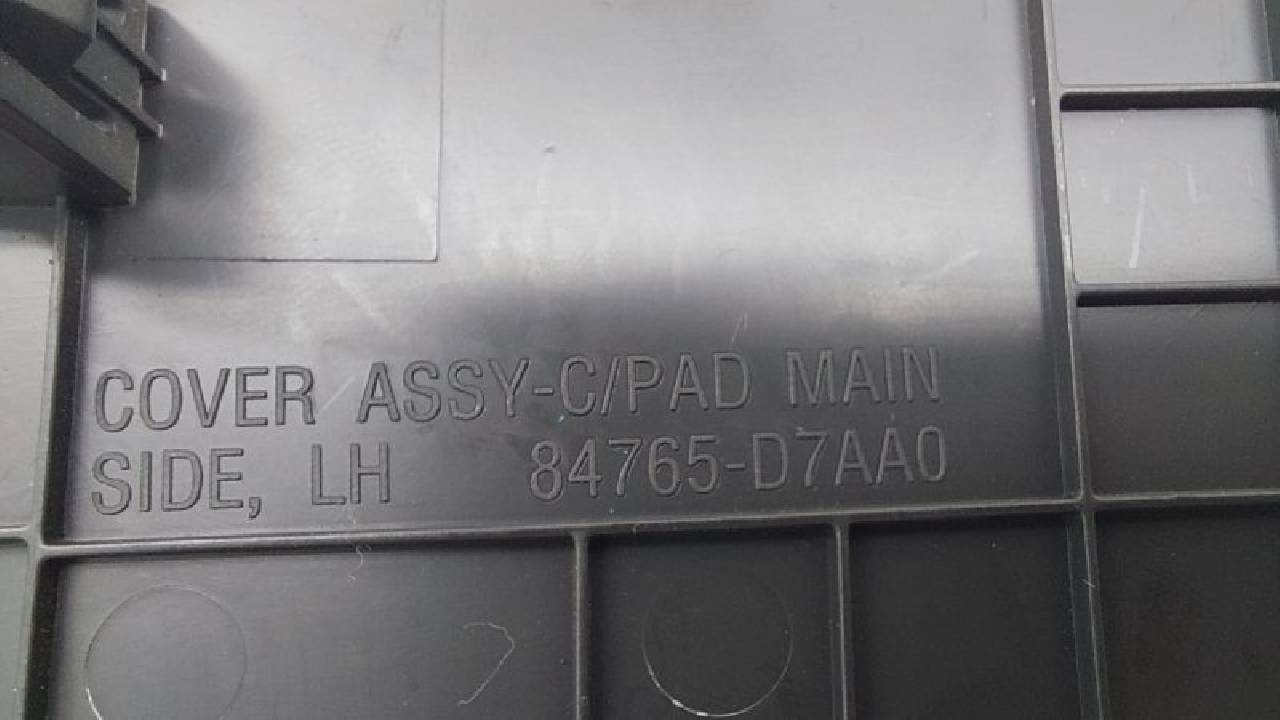 COVER ASSY-C/PAD MAIN
SIDE, LH 84765-D7AA0